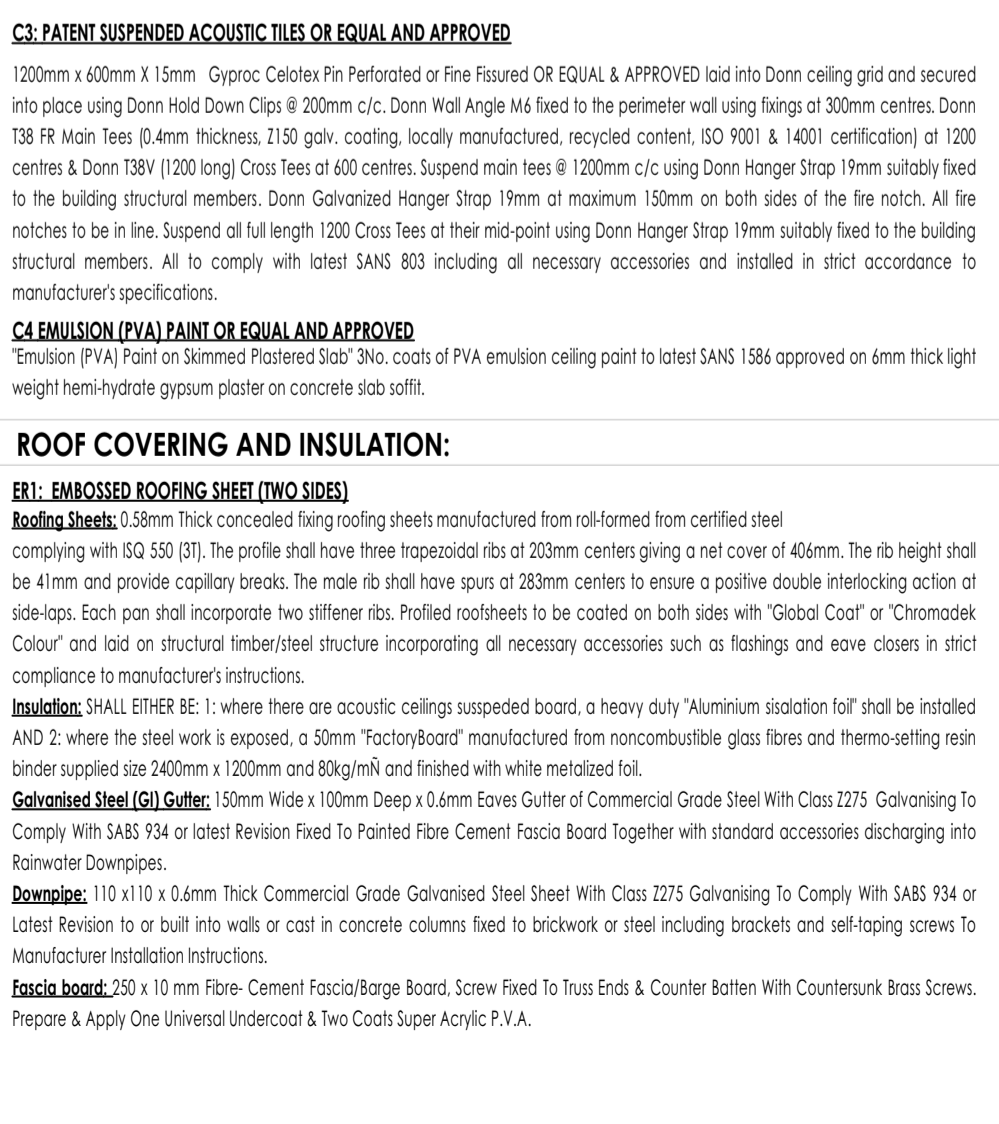 C3: PATENT SUSPENDED ACOUSTIC TILES OR EQUAL AND APPROVED
1200mm x 600mm X 15mm  Gyproc Celotex Pin Perforated or Fine Fissured OR EQUAL & APPROVED laid into Donn ceiling grid and secured
into place using Donn Hold Down Clips @ 200mm c/c. Donn Wall Angle M6 fixed to the perimeter wall using fixings at 300mm centres. Donn
T38 FR Main Tees (0.4mm thickness, Z150 galv. coating, locally manufactured, recycled content, ISO 9001 & 14001 certification) at 1200
centres & Donn T38V (1200 long) Cross Tees at 600 centres. Suspend main tees @ 1200mm c/c using Donn Hanger Strap 19mm suitably fixed
to the building structural members. Donn Galvanized Hanger Strap 19mm at maximum 150mm on both sides of the fire notch. All fire
notches to be in line. Suspend all full length 1200 Cross Tees at their mid-point using Donn Hanger Strap 19mm suitably fixed to the building
structural members. All to comply with latest SANS 803 including all necessary accessories and installed in strict accordance to
manufacturer's specifications.
C4 EMULSION (PVA) PAINT OR EQUAL AND APPROVED
"Emulsion (PVA) Paint on Skimmed Plastered Slab" 3No. coats of PVA emulsion ceiling paint to latest SANS 1586 approved on 6mm thick light
weight hemi-hydrate gypsum plaster on concrete slab soffit.
ROOF COVERING AND INSULATION:
ER1:  EMBOSSED ROOFING SHEET (TWO SIDES)
Roofing Sheets: 0.58mm Thick concealed fixing roofing sheets manufactured from roll-formed from certified steel
complying with ISQ 550 (3T). The profile shall have three trapezoidal ribs at 203mm centers giving a net cover of 406mm. The rib height shall
be 41mm and provide capillary breaks. The male rib shall have spurs at 283mm centers to ensure a positive double interlocking action at
side-laps. Each pan shall incorporate two stiffener ribs. Profiled roofsheets to be coated on both sides with "Global Coat" or "Chromadek
Colour" and laid on structural timber/steel structure incorporating all necessary accessories such as flashings and eave closers in strict
compliance to manufacturer's instructions.
Insulation: SHALL EITHER BE: 1: where there are acoustic ceilings susspeded board, a heavy duty "Aluminium sisalation foil" shall be installed
AND 2: where the steel work is exposed, a 50mm "FactoryBoard" manufactured from noncombustible glass fibres and thermo-setting resin
binder supplied size 2400mm x 1200mm and 80kg/mÑ and finished with white metalized foil.
Galvanised Steel (GI) Gutter: 150mm Wide x 100mm Deep x 0.6mm Eaves Gutter of Commercial Grade Steel With Class Z275  Galvanising To
Comply With SABS 934 or latest Revision Fixed To Painted Fibre Cement Fascia Board Together with standard accessories discharging into
Rainwater Downpipes.
Downpipe: 110 x110 x 0.6mm Thick Commercial Grade Galvanised Steel Sheet With Class Z275 Galvanising To Comply With SABS 934 or
Latest Revision to or built into walls or cast in concrete columns fixed to brickwork or steel including brackets and self-taping screws To
Manufacturer Installation Instructions.
Fascia board: 250 x 10 mm Fibre- Cement Fascia/Barge Board, Screw Fixed To Truss Ends & Counter Batten With Countersunk Brass Screws.
Prepare & Apply One Universal Undercoat & Two Coats Super Acrylic P.V.A.